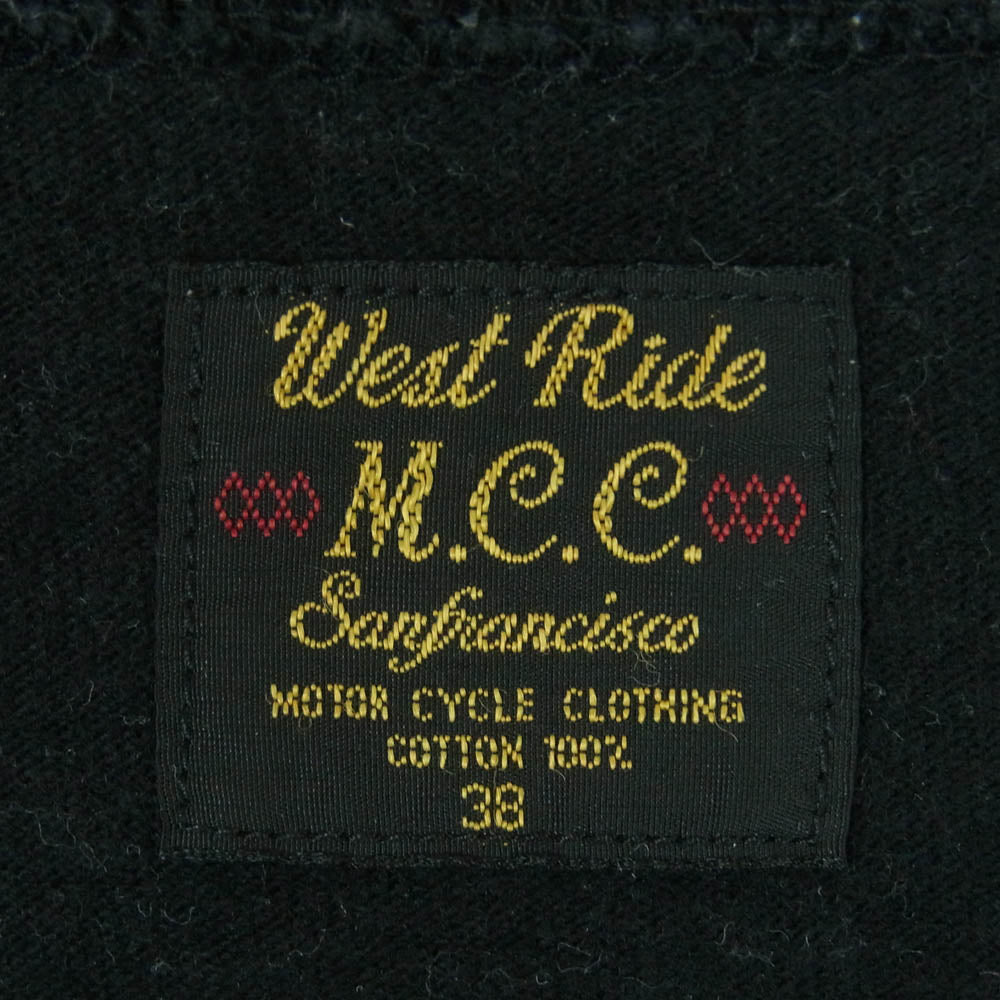 West Ride
M.C.C.
Sanfrancisco
MOTOR CYCLE CLOTHING
COTTON 100%
38